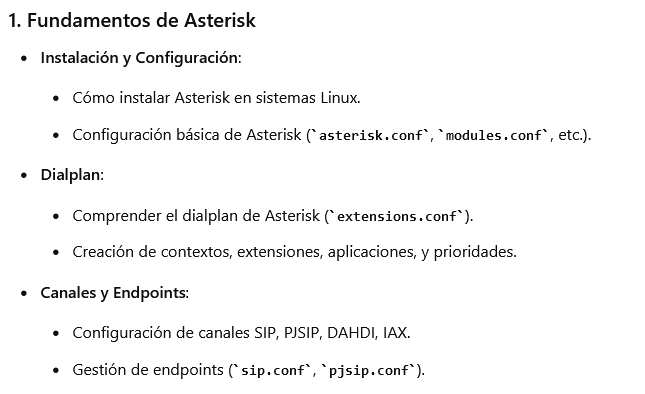 1. Fundamentos de Asterisk
• Instalación y Configuración:
• Cómo instalar Asterisk en sistemas Linux.
• Configuración básica de Asterisk (`asterisk.conf`, `modules.conf`, etc.).
• Dialplan:
• Comprender el dialplan de Asterisk (`extensions.conf`).
• Creación de contextos, extensiones, aplicaciones, y prioridades.
• Canales y Endpoints:
• Configuración de canales SIP, PJSIP, DAHDI, IAX.
• Gestión de endpoints (`sip.conf`, `pjsip.conf`).